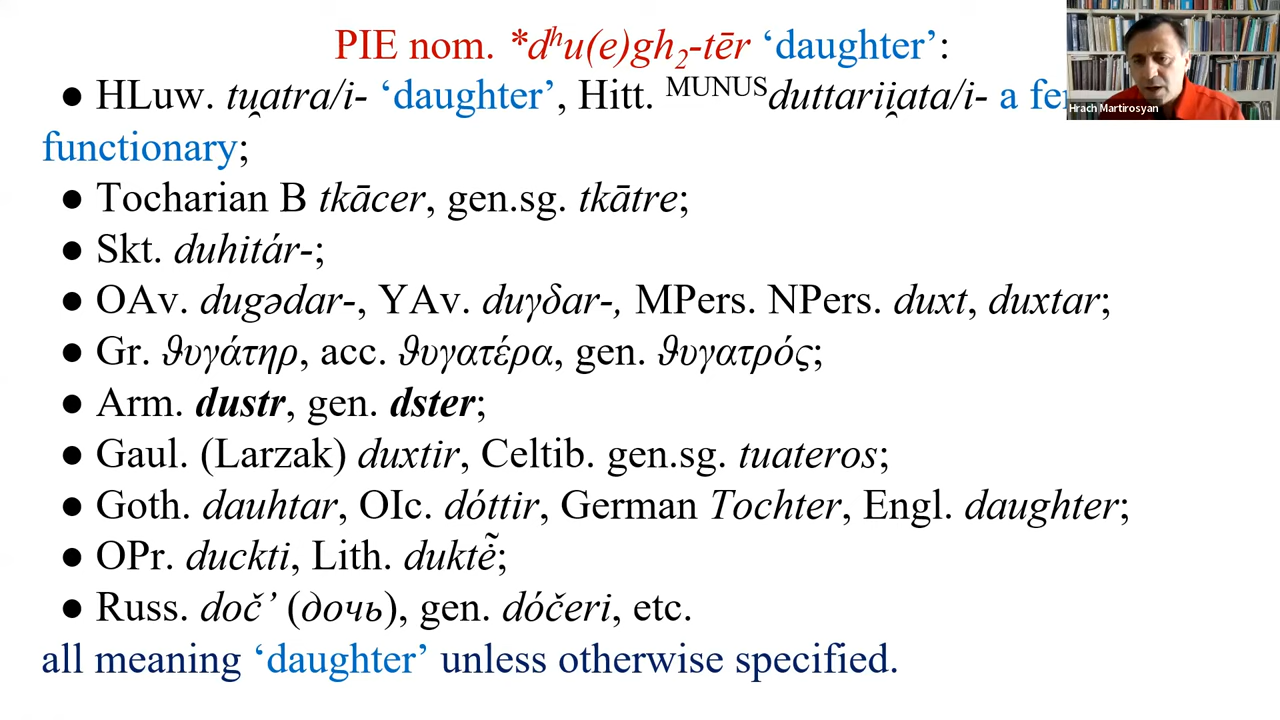 PIE nom. *dʰu(e)gh₂-tēr ‘daughter’:
● HLuw. tu̯atra/i- ‘daughter’, Hitt. ᴹᵁᴺᵁˢduttarii̯ata/i- a
Hrach Martirosyan
functionary;
● Tocharian B tkācer, gen.sg. tkātre;
● Skt. duhitár-;
● OAv. dugədar-, YAv. duγδar-, MPers. NPers. duxt, duxtar;
● Gr. ϑυγάτηρ, acc. ϑυγατέρα, gen. ϑυγατρός;
● Arm. dustr, gen. dster;
● Gaul. (Larzak) duxtir, Celtib. gen.sg. tuateros;
● Goth. dauhtar, OIc. dóttir, German Tochter, Engl. daughter;
● OPr. duckti, Lith. duktė̃;
● Russ. doč’ (дочь), gen. dóčeri, etc.
all meaning ‘daughter’ unless otherwise specified.